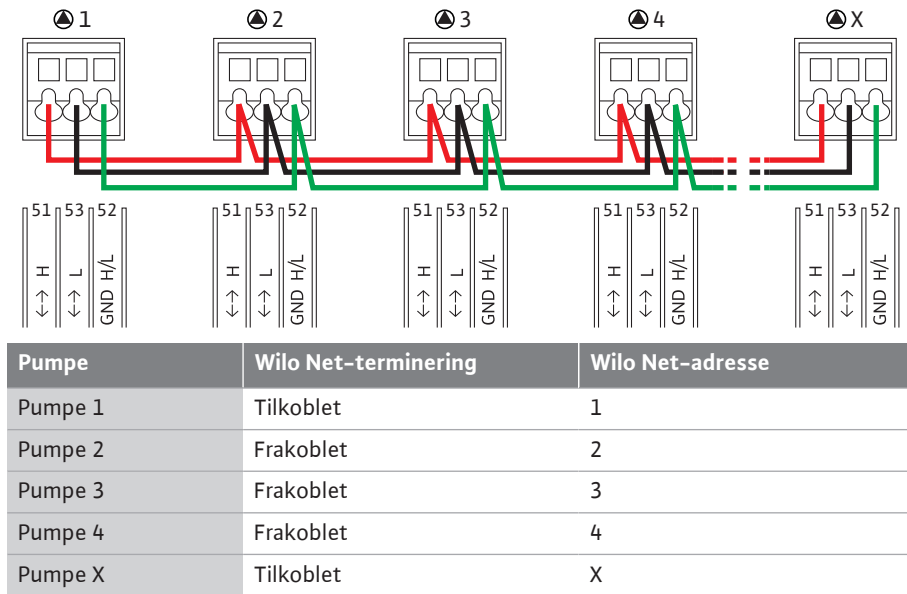 1 2 3 4 X
51 53 52 51 53 52 51 53 52 51 53 52 51 53 52
<-> H <-> L GND H/L <-> H <-> L GND H/L <-> H <-> L GND H/L <-> H <-> L GND H/L <-> H <-> L GND H/L
Pumpe Wilo Net-terminering Wilo Net-adresse
Pumpe 1 Tilkoblet 1
Pumpe 2 Frakoblet 2
Pumpe 3 Frakoblet 3
Pumpe 4 Frakoblet 4
Pumpe X Tilkoblet X